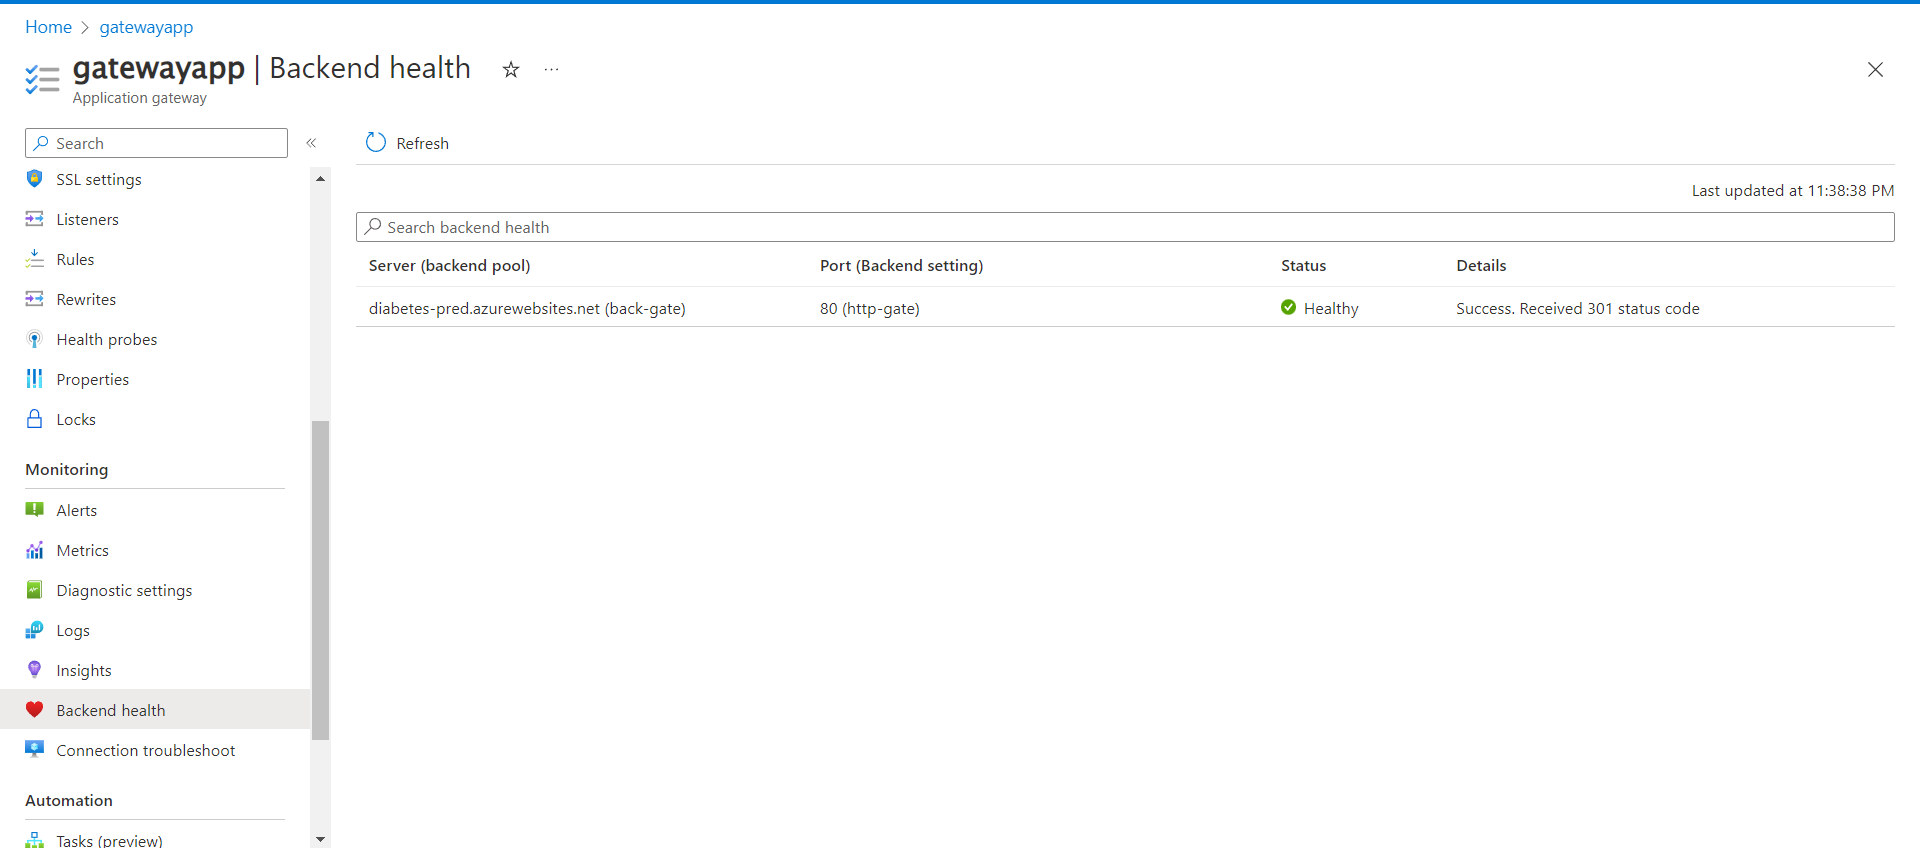 Home > gatewayapp
gatewayapp | Backend health
Application gateway
Search
Refresh
SSL settings
Listeners
Rules
Rewrites
Health probes
Properties
Locks
Monitoring
Alerts
Metrics
Diagnostic settings
Logs
Insights
Backend health
Connection troubleshoot
Automation
Tasks (preview)
Last updated at 11:38:38 PM
Search backend health
Server (backend pool) Port (Backend setting) Status Details
diabetes-pred.azurewebsites.net (back-gate) 80 (http-gate) Healthy Success. Received 301 status code